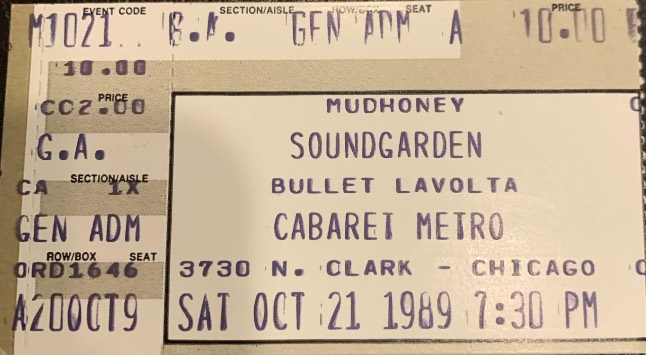 EVENT CODE SECTION/AISLE ROW/BOX SEAT PRICE
M1021 G.A. GEN ADM A 10.00
10.00
PRICE
CC2.00
G.A.
SECTION/AISLE
CA 1X
GEN ADM
ROW/BOX SEAT
ORD1646
A20OCT9
MUDHONEY
SOUNDGARDEN
BULLET LAVOLTA
CABARET METRO
3730 N. CLARK - CHICAGO
SAT OCT 21 1989 7:30 PM